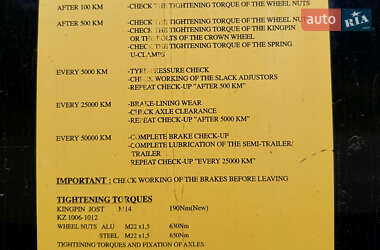 auto RIA
AFTER 100 KM -CHECK THE TIGHTENING TORQUE OF THE WHEEL NUTS
AFTER 500 KM -CHECK THE TIGHTENING TORQUE OF THE WHEEL NUTS
-CHECK THE TIGHTENING TORQUE OF THE KINGPIN
OR THE BOLTS OF THE CROWN WHEEL
-CHECK THE TIGHTENING TORQUE OF THE SPRING
U-CLAMPS
EVERY 5000 KM -TYRE-PRESSURE CHECK
-CHECK WORKING OF THE SLACK ADJUSTORS
-REPEAT CHECK-UP "AFTER 500 KM"
EVERY 25000 KM -BRAKE-LINING WEAR
-CHECK AXLE CLEARANCE
-REPEAT CHECK-UP "AFTER 5000 KM"
EVERY 50000 KM -COMPLETE BRAKE CHECK-UP
-COMPLETE LUBRICATION OF THE SEMI-TRAILER/
TRAILER
-REPEAT CHECK-UP "EVERY 25000 KM"
IMPORTANT : CHECK WORKING OF THE BRAKES BEFORE LEAVING
TIGHTENING TORQUES
KINGPIN JOST M14 190Nm(New)
KZ 1006-1012
WHEEL NUTS ALU M22 x1,5 630Nm
STEEL M22 x1,5 650Nm
TIGHTENING TORQUES AND FIXATION OF AXLES